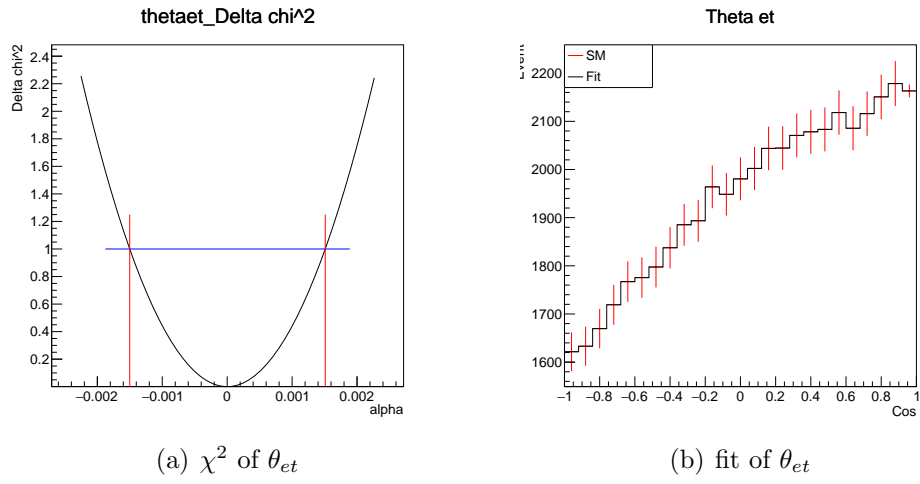 thetaet_Delta chi^2
Delta chi^2
2.4
2.2
2
1.8
1.6
1.4
1.2
1
0.8
0.6
0.4
0.2
−0.002 −0.001 0 0.001 0.002
alpha
(a) χ² of θₑₜ
Theta et
SM
Fit
2200
2100
2000
1900
1800
1700
1600
−1 −0.8 −0.6 −0.4 −0.2 0 0.2 0.4 0.6 0.8 1
Cos
(b) fit of θₑₜ